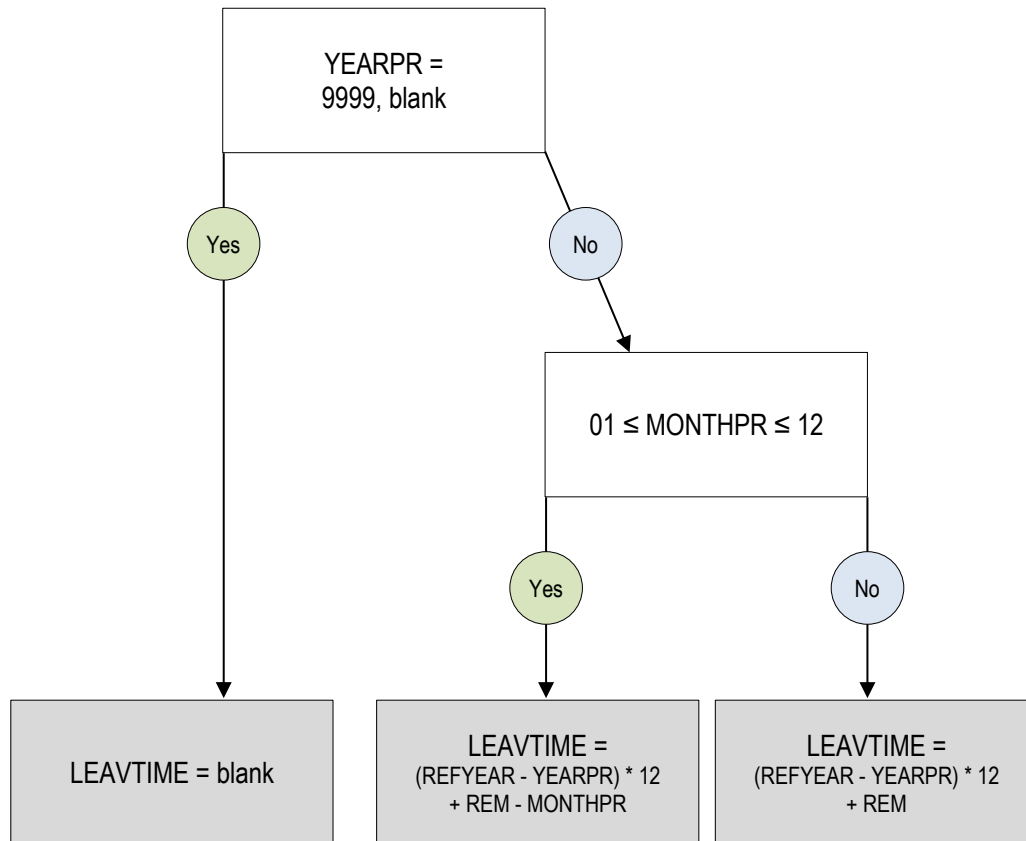 YEARPR =
9999, blank
Yes
No
01 ≤ MONTHPR ≤ 12
Yes
No
LEAVTIME = blank
LEAVTIME =
(REFYEAR - YEARPR) * 12
+ REM - MONTHPR
LEAVTIME =
(REFYEAR - YEARPR) * 12
+ REM